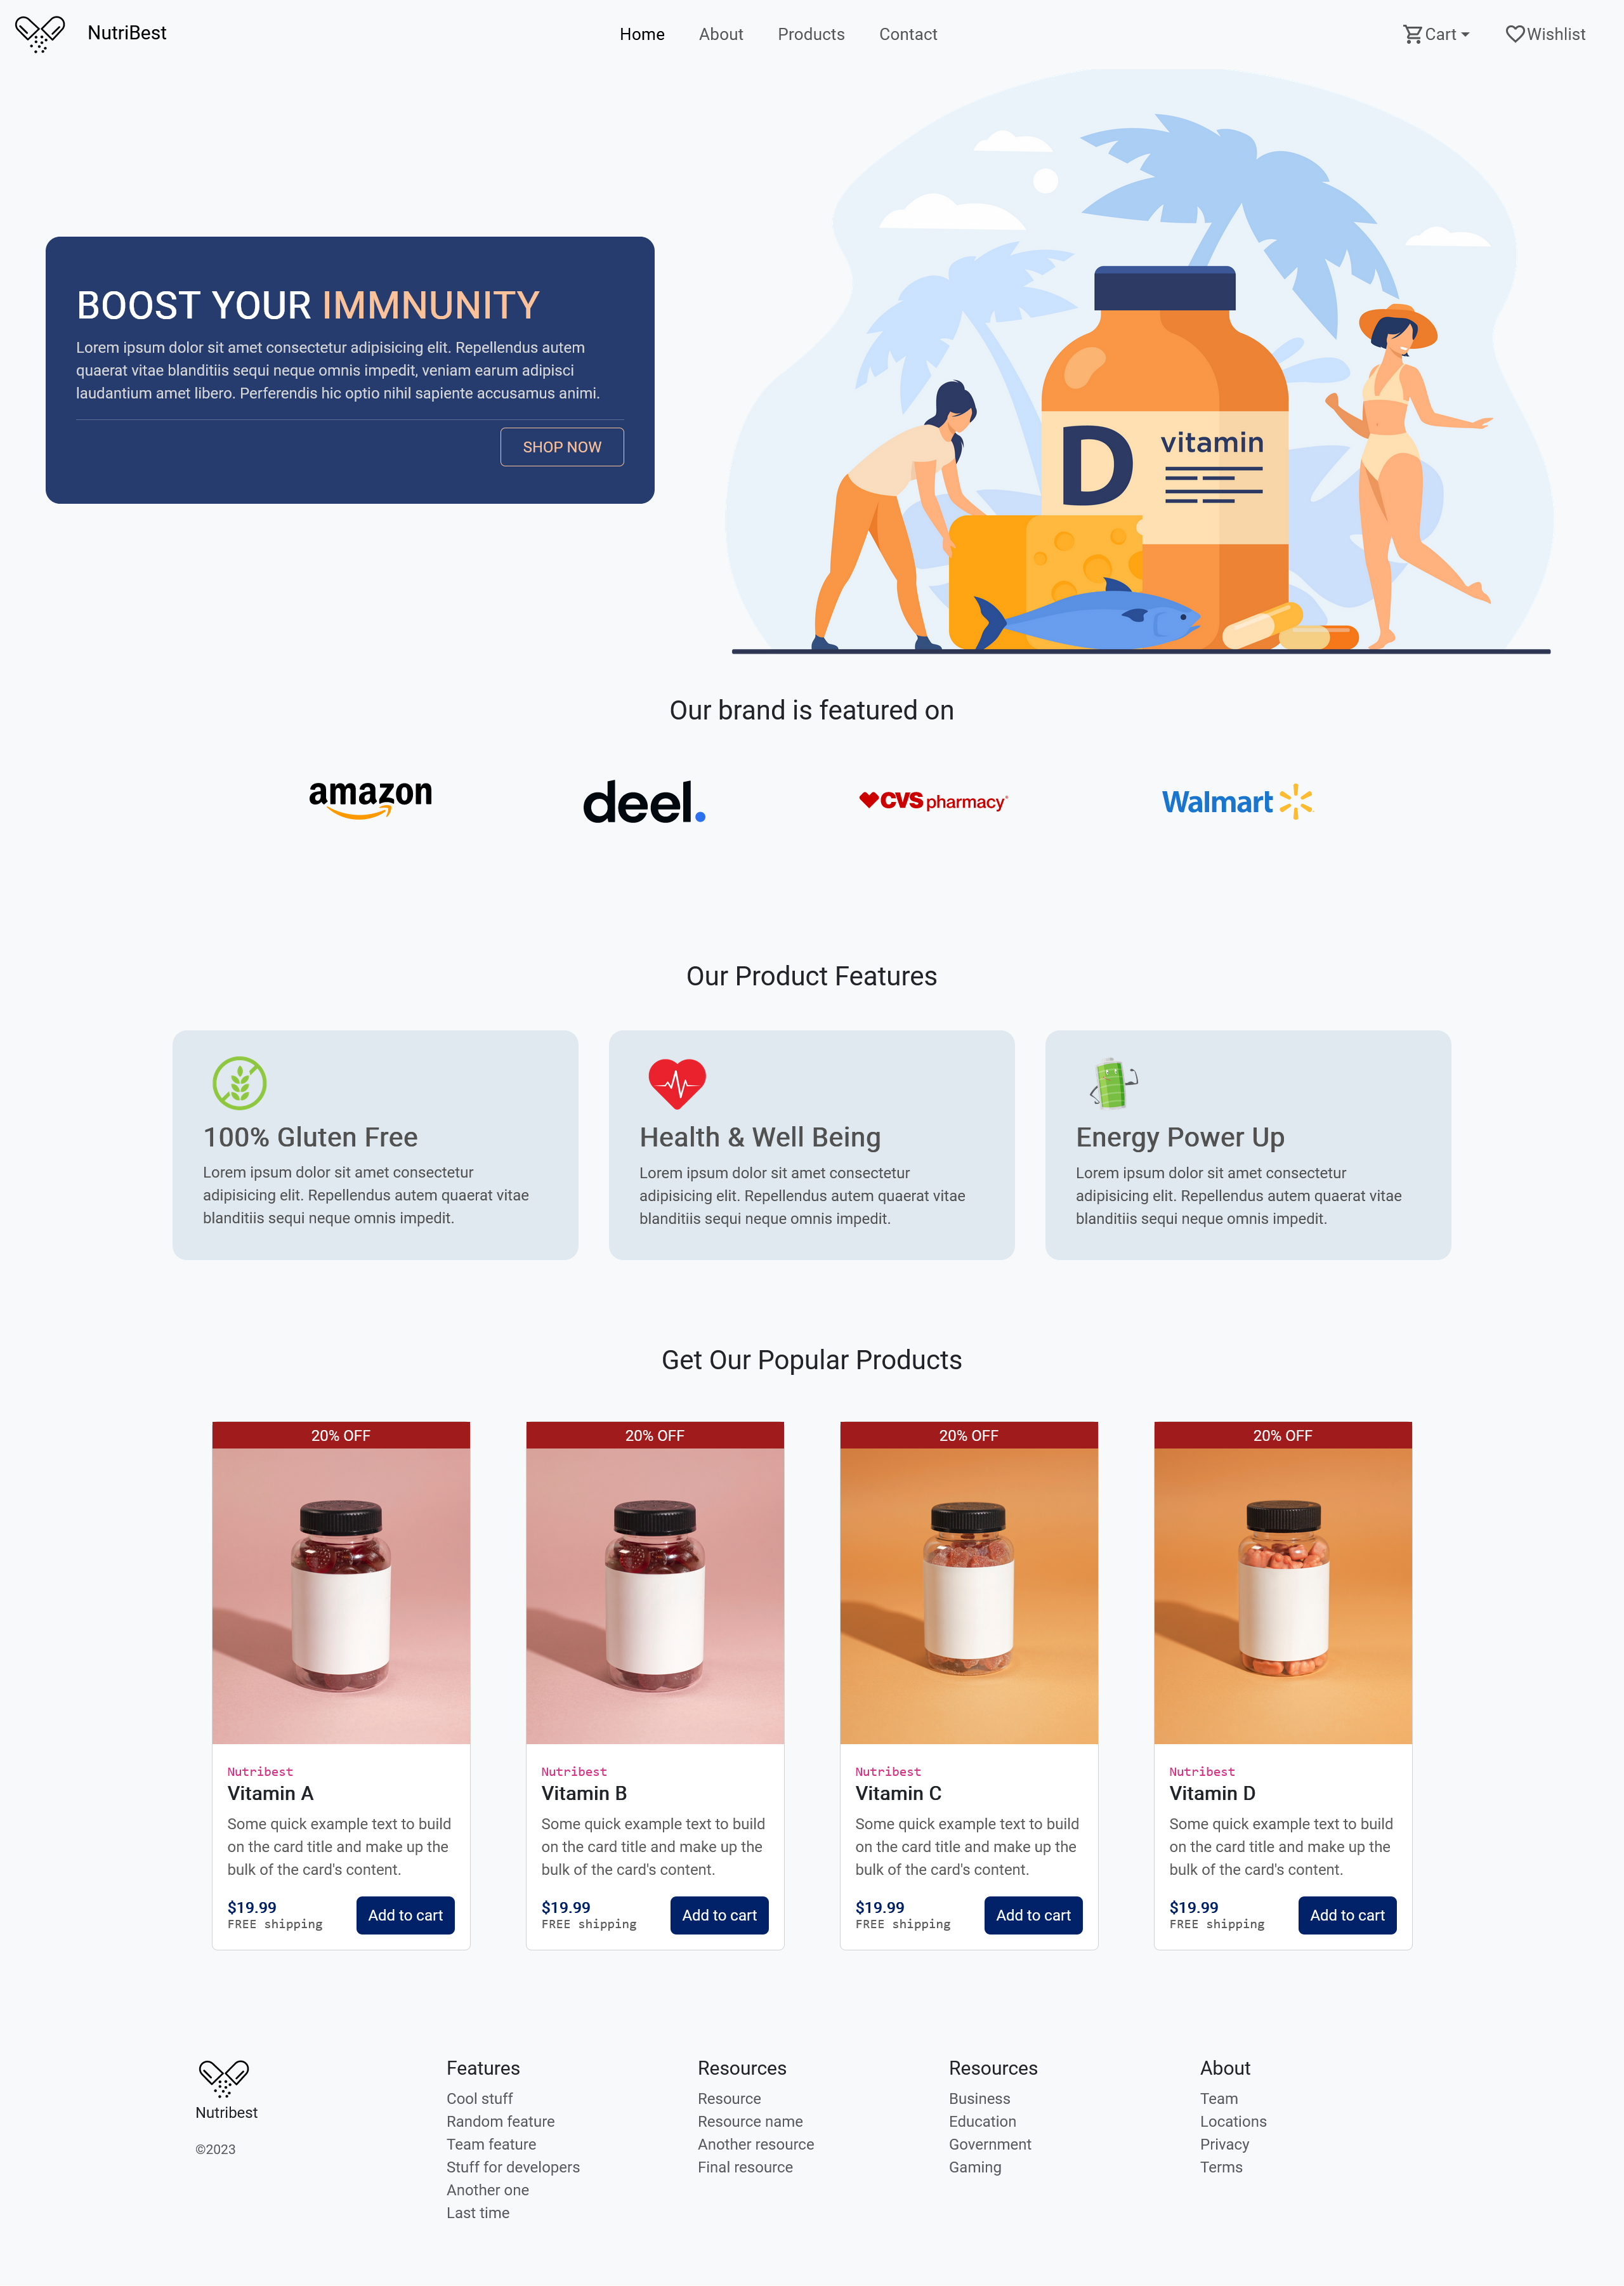 NutriBest
Home About Products Contact
Cart Wishlist
BOOST YOUR IMMNUNITY
Lorem ipsum dolor sit amet consectetur adipisicing elit. Repellendus autem
quaerat vitae blanditiis sequi neque omnis impedit, veniam earum adipisci
laudantium amet libero. Perferendis hic optio nihil sapiente accusamus animi.
SHOP NOW
D vitamin
Our brand is featured on
amazon
deel.
CVS pharmacy
Walmart
Our Product Features
100% Gluten Free
Lorem ipsum dolor sit amet consectetur
adipisicing elit. Repellendus autem quaerat vitae
blanditiis sequi neque omnis impedit.
Health & Well Being
Lorem ipsum dolor sit amet consectetur
adipisicing elit. Repellendus autem quaerat vitae
blanditiis sequi neque omnis impedit.
Energy Power Up
Lorem ipsum dolor sit amet consectetur
adipisicing elit. Repellendus autem quaerat vitae
blanditiis sequi neque omnis impedit.
Get Our Popular Products
20% OFF
Nutribest
Vitamin A
Some quick example text to build
on the card title and make up the
bulk of the card's content.
$19.99
FREE shipping
Add to cart
20% OFF
Nutribest
Vitamin B
Some quick example text to build
on the card title and make up the
bulk of the card's content.
$19.99
FREE shipping
Add to cart
20% OFF
Nutribest
Vitamin C
Some quick example text to build
on the card title and make up the
bulk of the card's content.
$19.99
FREE shipping
Add to cart
20% OFF
Nutribest
Vitamin D
Some quick example text to build
on the card title and make up the
bulk of the card's content.
$19.99
FREE shipping
Add to cart
Nutribest
©2023
Features
Cool stuff
Random feature
Team feature
Stuff for developers
Another one
Last time
Resources
Resource
Resource name
Another resource
Final resource
Resources
Business
Education
Government
Gaming
About
Team
Locations
Privacy
Terms